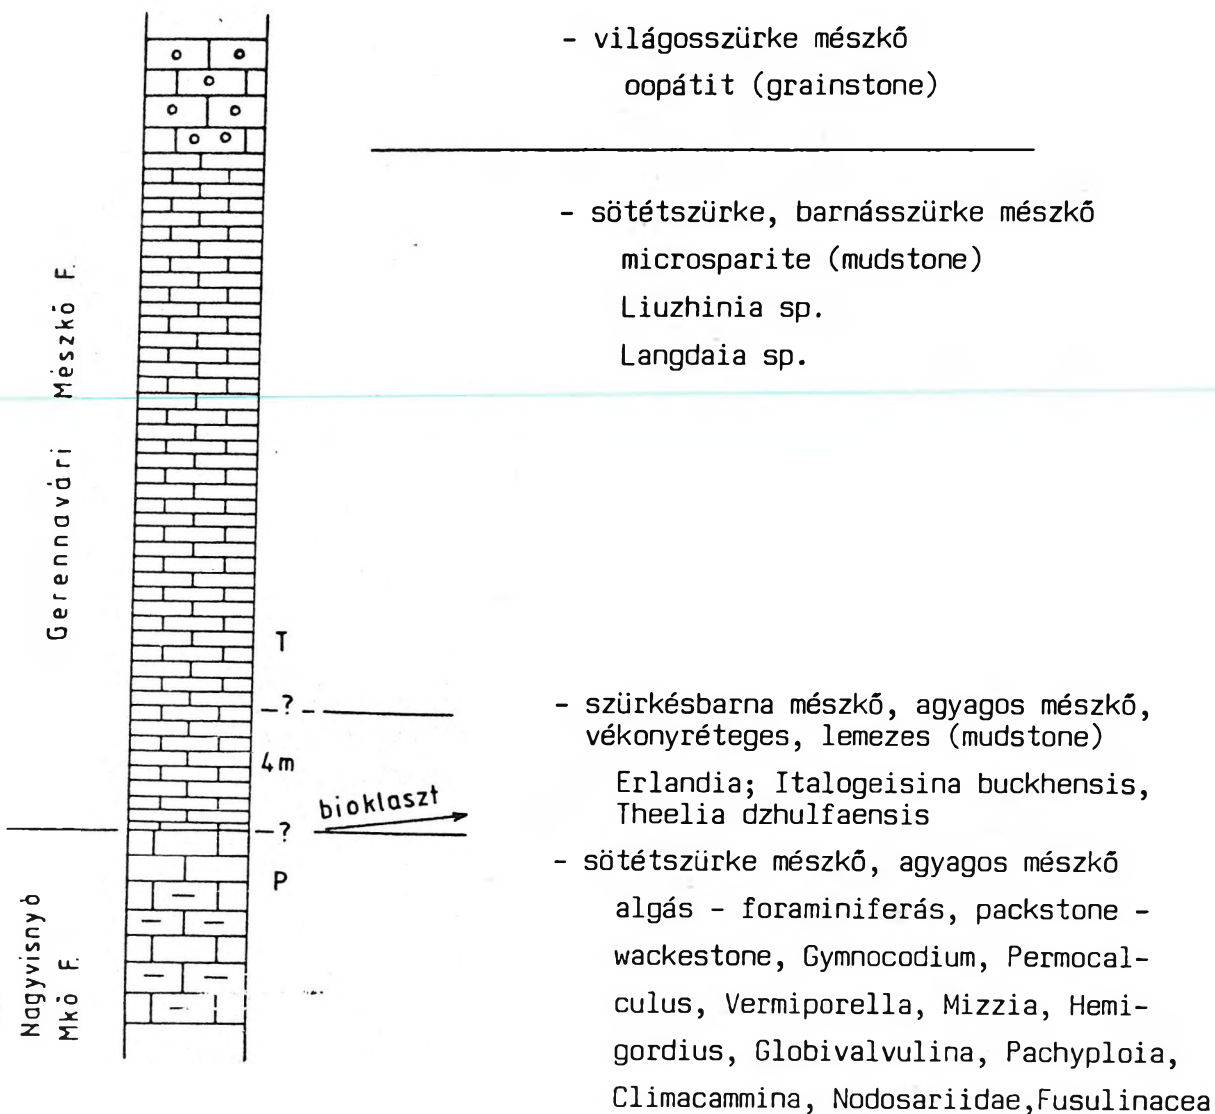 - világosszürke mészkő
oopátit (grainstone)
- sötétszürke, barnásszürke mészkő
microsparite (mudstone)
Liuzhinia sp.
Langdaia sp.
Gerennavári Mészkő F.
T
-?-
4m
bioklaszt
-?
P
Nagyvisnyó
Mkő F.
- szürkésbarna mészkő, agyagos mészkő,
vékonyréteges, lemezes (mudstone)
Erlandia; Italogeisina buckhensis,
Theelia dzhulfaensis
- sötétszürke mészkő, agyagos mészkő
algás - foraminiferás, packstone -
wackestone, Gymnocodium, Permocal-
culus, Vermiporella, Mizzia, Hemi-
gordius, Globivalvulina, Pachyploia,
Climacammina, Nodosariidae,Fusulinacea